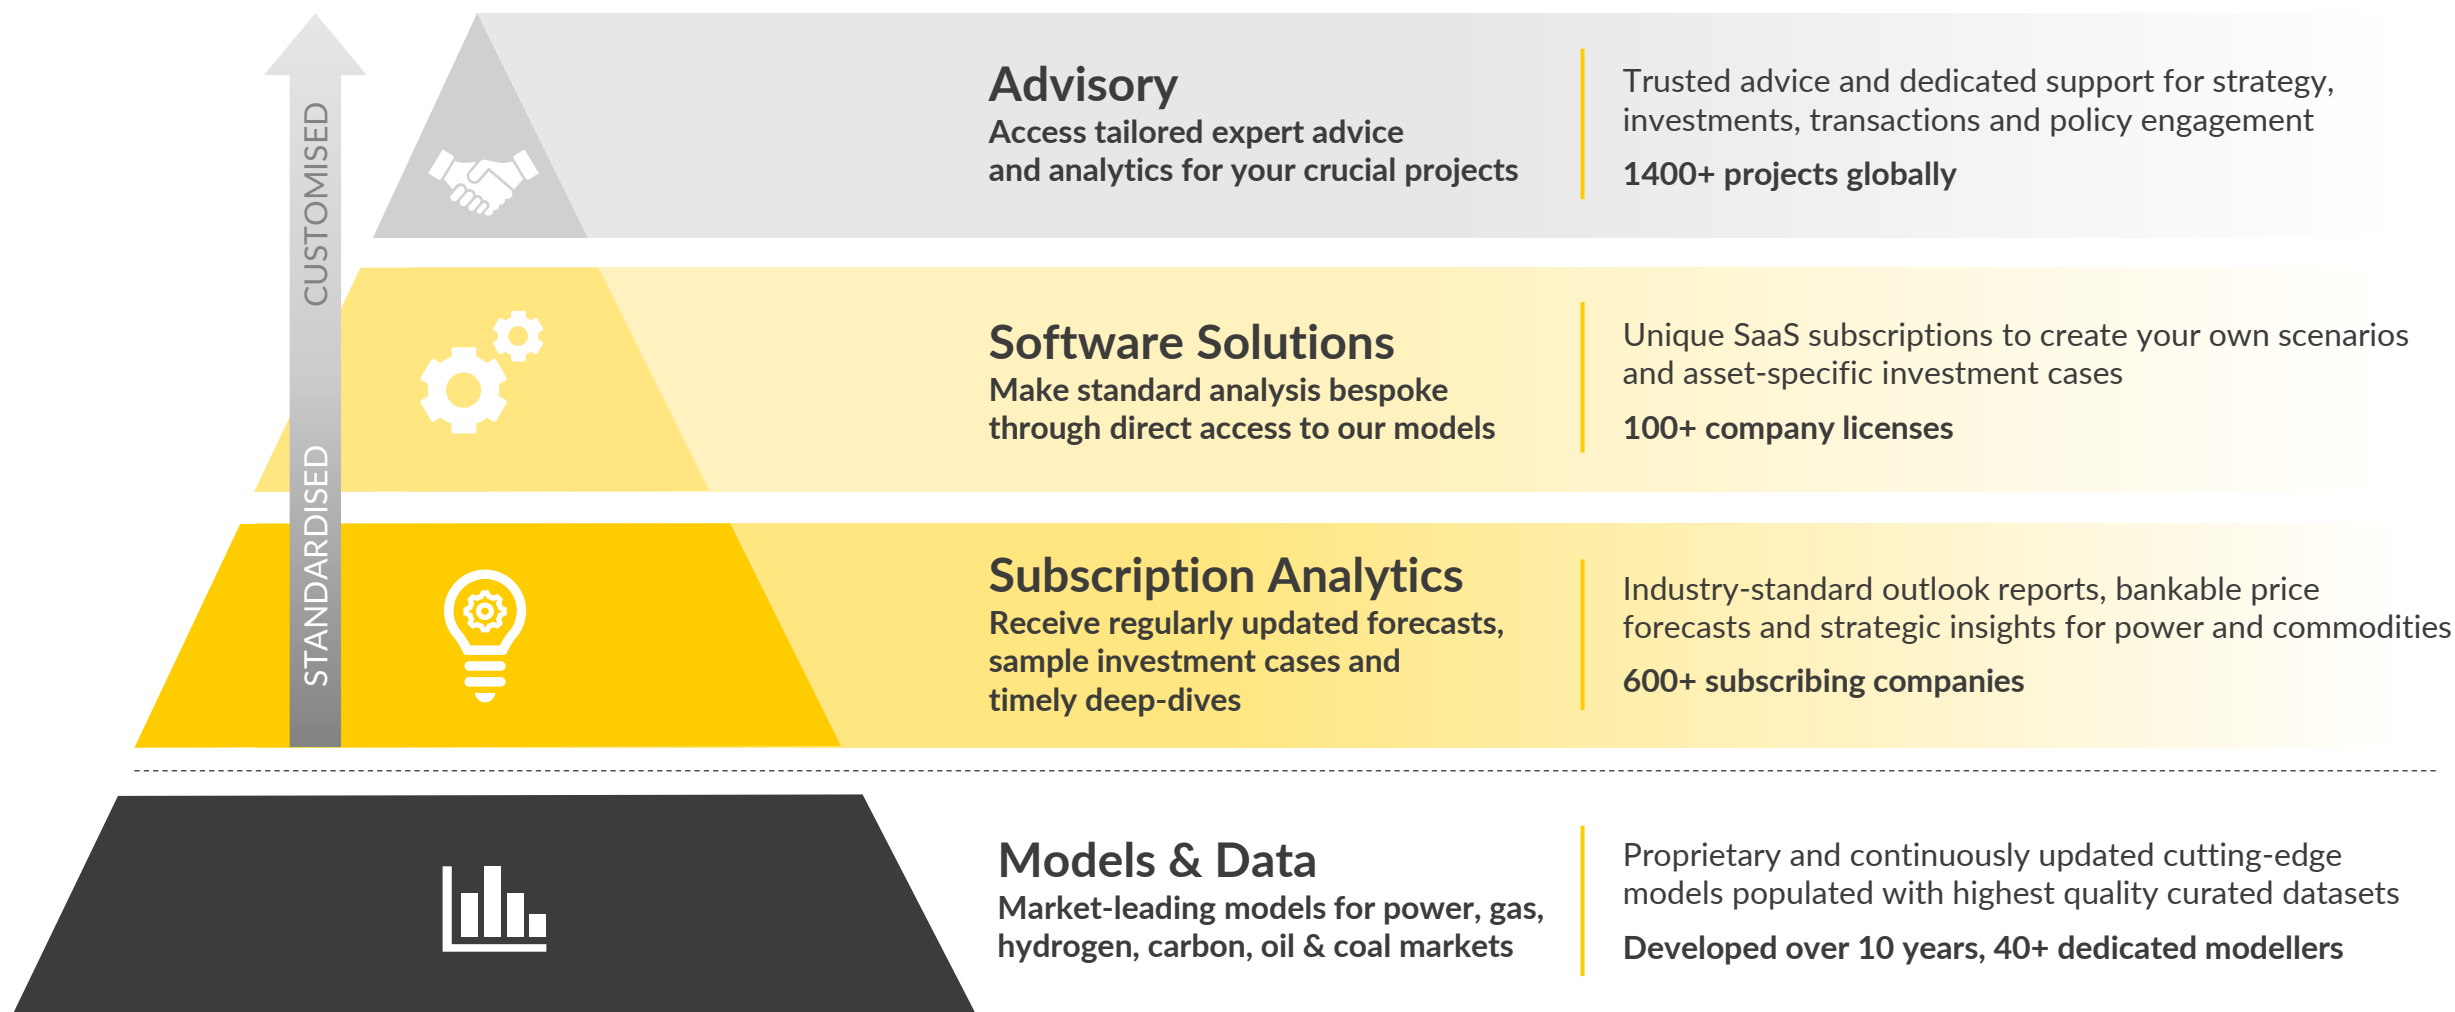 CUSTOMISED
STANDARDISED
Advisory
Access tailored expert advice
and analytics for your crucial projects
Trusted advice and dedicated support for strategy,
investments, transactions and policy engagement
1400+ projects globally
Software Solutions
Make standard analysis bespoke
through direct access to our models
Unique SaaS subscriptions to create your own scenarios
and asset-specific investment cases
100+ company licenses
Subscription Analytics
Receive regularly updated forecasts,
sample investment cases and
timely deep-dives
Industry-standard outlook reports, bankable price
forecasts and strategic insights for power and commodities
600+ subscribing companies
Models & Data
Market-leading models for power, gas,
hydrogen, carbon, oil & coal markets
Proprietary and continuously updated cutting-edge
models populated with highest quality curated datasets
Developed over 10 years, 40+ dedicated modellers